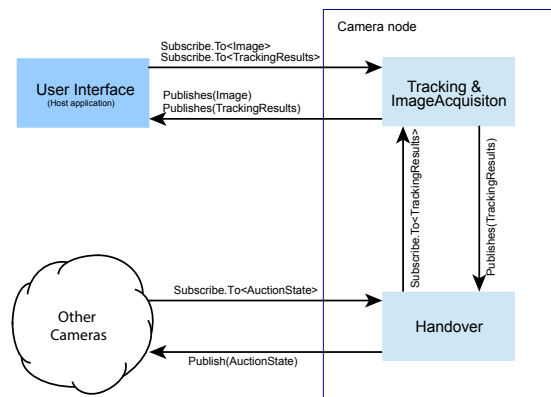 Camera node
Subscribe.To<Image>
Subscribe.To<TrackingResults>
User Interface
(Host application)
Tracking &
ImageAcquisiton
Publishes(Image)
Publishes(TrackingResults)
Subscribe.To<TrackingResults>
Publishes(TrackingResults)
Subscribe.To<AuctionState>
Other
Cameras
Handover
Publish(AuctionState)